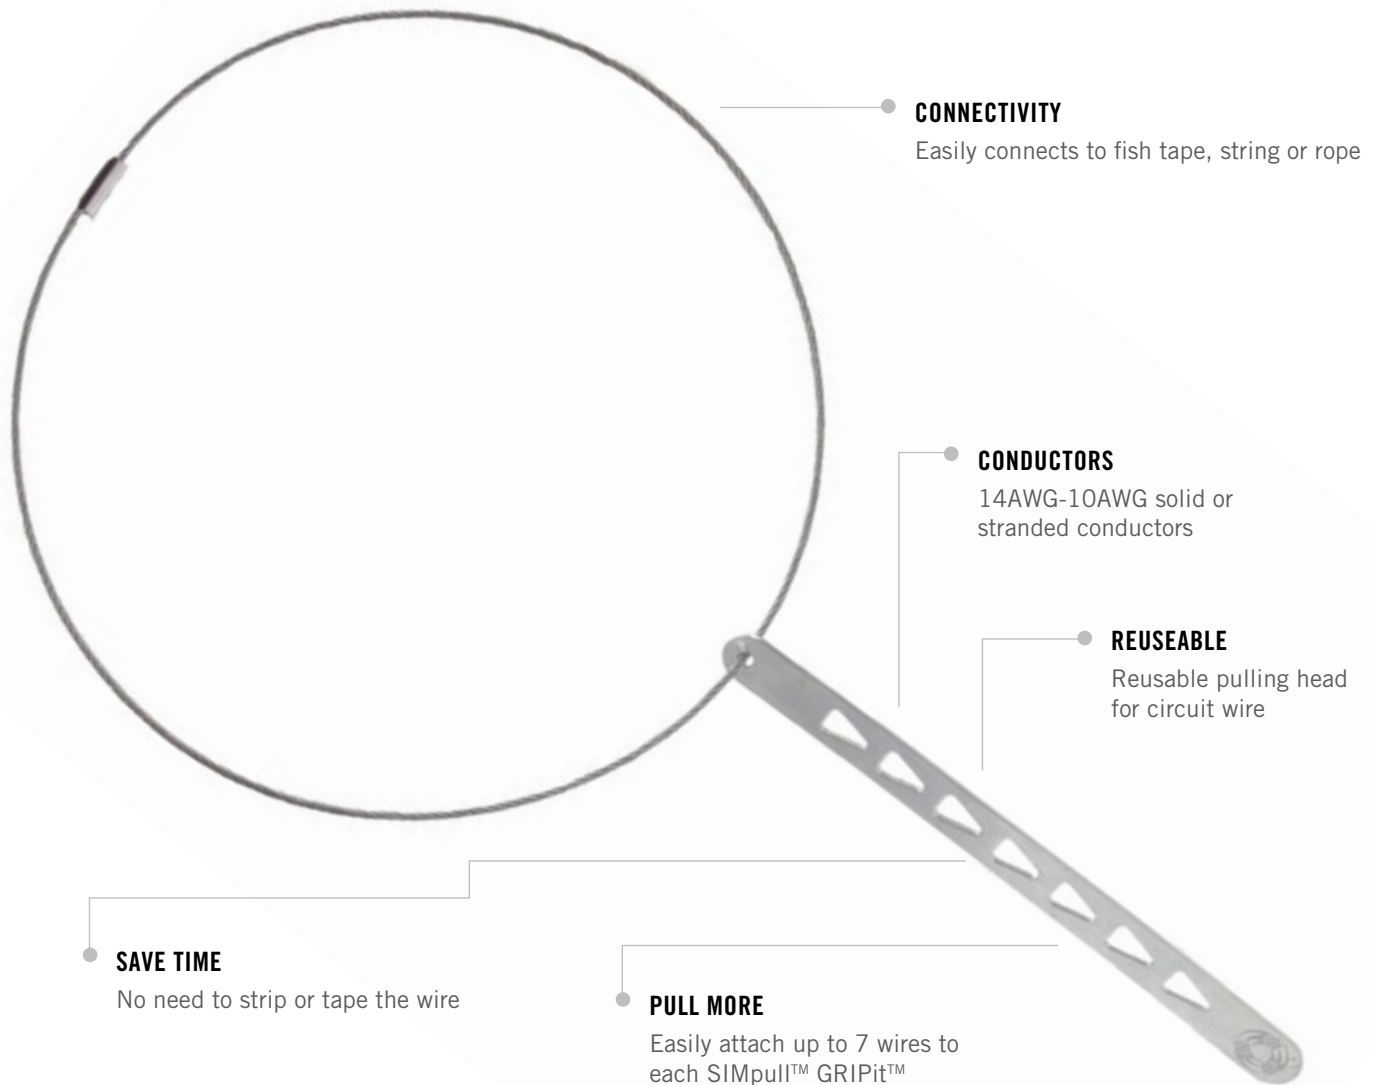 CONNECTIVITY
Easily connects to fish tape, string or rope
CONDUCTORS
14AWG-10AWG solid or
stranded conductors
REUSEABLE
Reusable pulling head
for circuit wire
SAVE TIME
No need to strip or tape the wire
PULL MORE
Easily attach up to 7 wires to
each SIMpull™ GRIPit™